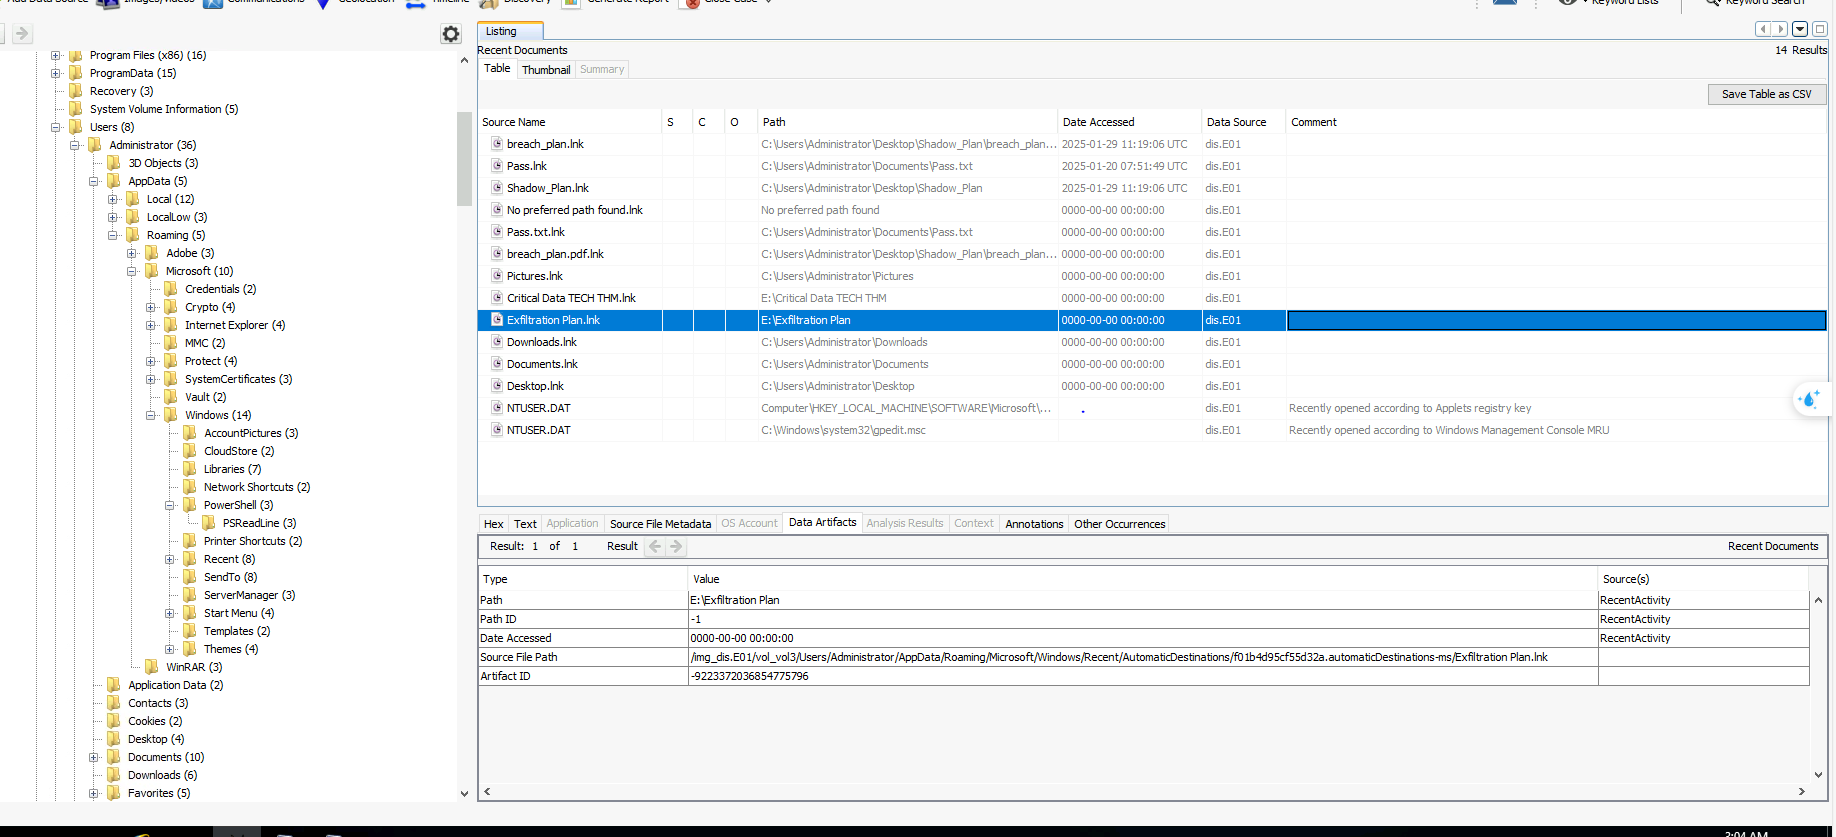 Add Data Source Images/Videos Communications Geolocation Timeline Discovery Generate Report Close Case Keyword Lists Keyword Search
Listing
Recent Documents 14 Results
Table Thumbnail Summary
Save Table as CSV
Source Name S C O Path Date Accessed Data Source Comment
breach_plan.lnk C:\Users\Administrator\Desktop\Shadow_Plan\breach_plan... 2025-01-29 11:19:06 UTC dis.E01
Pass.lnk C:\Users\Administrator\Documents\Pass.txt 2025-01-20 07:51:49 UTC dis.E01
Shadow_Plan.lnk C:\Users\Administrator\Desktop\Shadow_Plan 2025-01-29 11:19:06 UTC dis.E01
No preferred path found.lnk No preferred path found 0000-00-00 00:00:00 dis.E01
Pass.txt.lnk C:\Users\Administrator\Documents\Pass.txt 0000-00-00 00:00:00 dis.E01
breach_plan.pdf.lnk C:\Users\Administrator\Desktop\Shadow_Plan\breach_plan... 0000-00-00 00:00:00 dis.E01
Pictures.lnk C:\Users\Administrator\Pictures 0000-00-00 00:00:00 dis.E01
Critical Data TECH THM.lnk E:\Critical Data TECH THM 0000-00-00 00:00:00 dis.E01
Exfiltration Plan.lnk E:\Exfiltration Plan 0000-00-00 00:00:00 dis.E01
Downloads.lnk C:\Users\Administrator\Downloads 0000-00-00 00:00:00 dis.E01
Documents.lnk C:\Users\Administrator\Documents 0000-00-00 00:00:00 dis.E01
Desktop.lnk C:\Users\Administrator\Desktop 0000-00-00 00:00:00 dis.E01
NTUSER.DAT Computer\HKEY_LOCAL_MACHINE\SOFTWARE\Microsoft\... dis.E01 Recently opened according to Applets registry key
NTUSER.DAT C:\Windows\system32\gpedit.msc dis.E01 Recently opened according to Windows Management Console MRU
Program Files (x86) (16)
ProgramData (15)
Recovery (3)
System Volume Information (5)
Users (8)
Administrator (36)
3D Objects (3)
AppData (5)
Local (12)
LocalLow (3)
Roaming (5)
Adobe (3)
Microsoft (10)
Credentials (2)
Crypto (4)
Internet Explorer (4)
MMC (2)
Protect (4)
SystemCertificates (3)
Vault (2)
Windows (14)
AccountPictures (3)
CloudStore (2)
Libraries (7)
Network Shortcuts (2)
PowerShell (3)
PSReadLine (3)
Printer Shortcuts (2)
Recent (8)
SendTo (8)
ServerManager (3)
Start Menu (4)
Templates (2)
Themes (4)
WinRAR (3)
Application Data (2)
Contacts (3)
Cookies (2)
Desktop (4)
Documents (10)
Downloads (6)
Favorites (5)
Hex Text Application Source File Metadata OS Account Data Artifacts Analysis Results Context Annotations Other Occurrences
Result: 1 of 1 Result Recent Documents
Type Value Source(s)
Path E:\Exfiltration Plan RecentActivity
Path ID -1 RecentActivity
Date Accessed 0000-00-00 00:00:00 RecentActivity
Source File Path /img_dis.E01/vol_vol3/Users/Administrator/AppData/Roaming/Microsoft/Windows/Recent/AutomaticDestinations/f01b4d95cf55d32a.automaticDestinations-ms/Exfiltration Plan.lnk
Artifact ID -9223372036854775796
3:04 AM